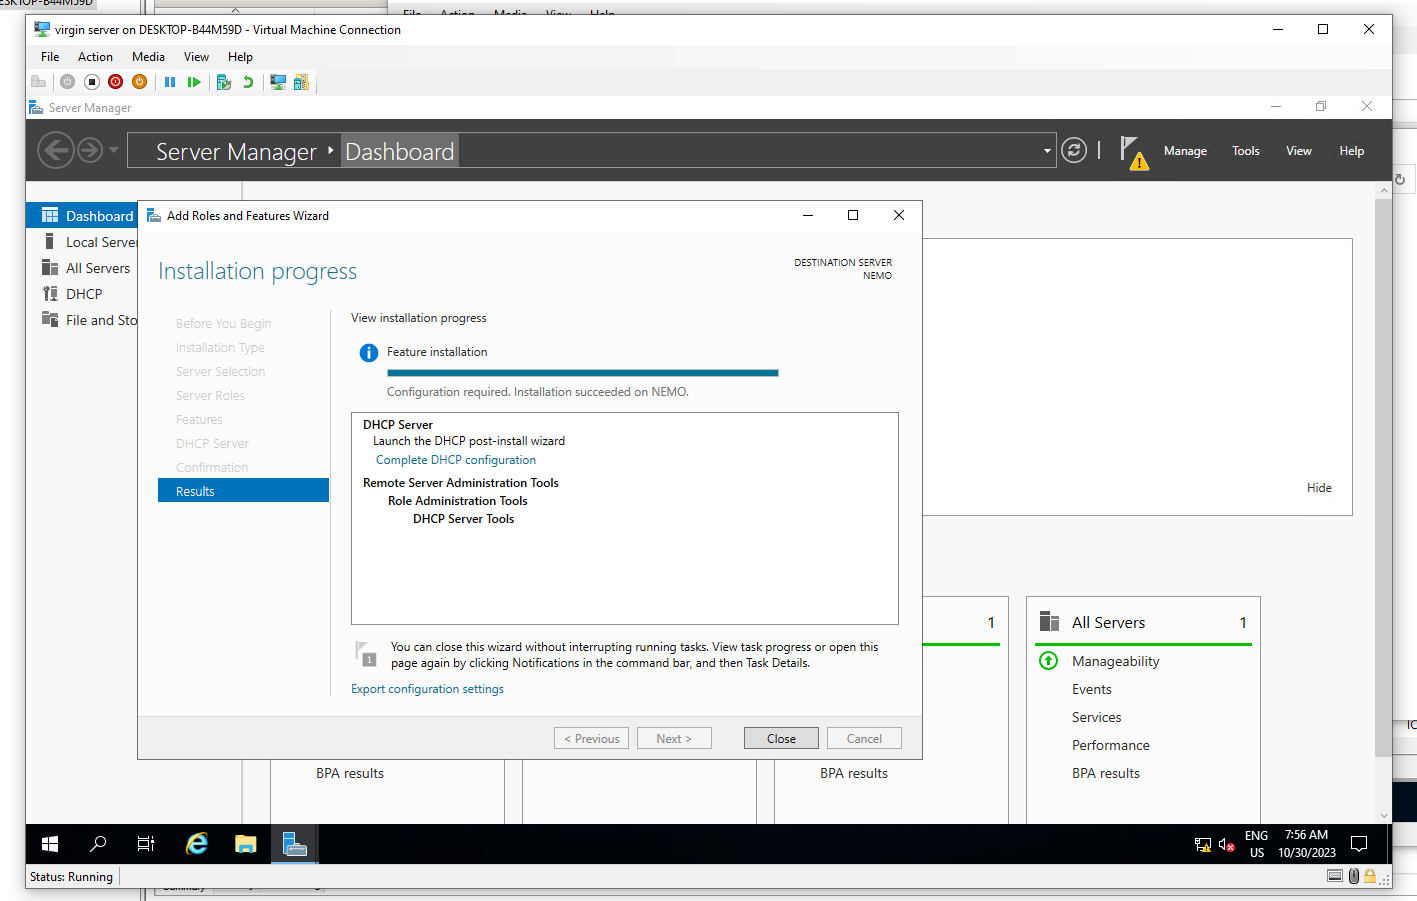 File Action Media View Help
virgin server on DESKTOP-B44M59D - Virtual Machine Connection
File Action Media View Help
Server Manager
Server Manager Dashboard
Manage Tools View Help
Dashboard
Local Server
All Servers
DHCP
File and Sto
Add Roles and Features Wizard
Installation progress
DESTINATION SERVER
NEMO
Before You Begin
Installation Type
Server Selection
Server Roles
Features
DHCP Server
Confirmation
Results
View installation progress
Feature installation
Configuration required. Installation succeeded on NEMO.
DHCP Server
Launch the DHCP post-install wizard
Complete DHCP configuration
Remote Server Administration Tools
Role Administration Tools
DHCP Server Tools
1
You can close this wizard without interrupting running tasks. View task progress or open this
page again by clicking Notifications in the command bar, and then Task Details.
Export configuration settings
< Previous Next > Close Cancel
Hide
1
All Servers 1
Manageability
Events
Services
Performance
BPA results
BPA results
BPA results
ENG
US
7:56 AM
10/30/2023
Status: Running